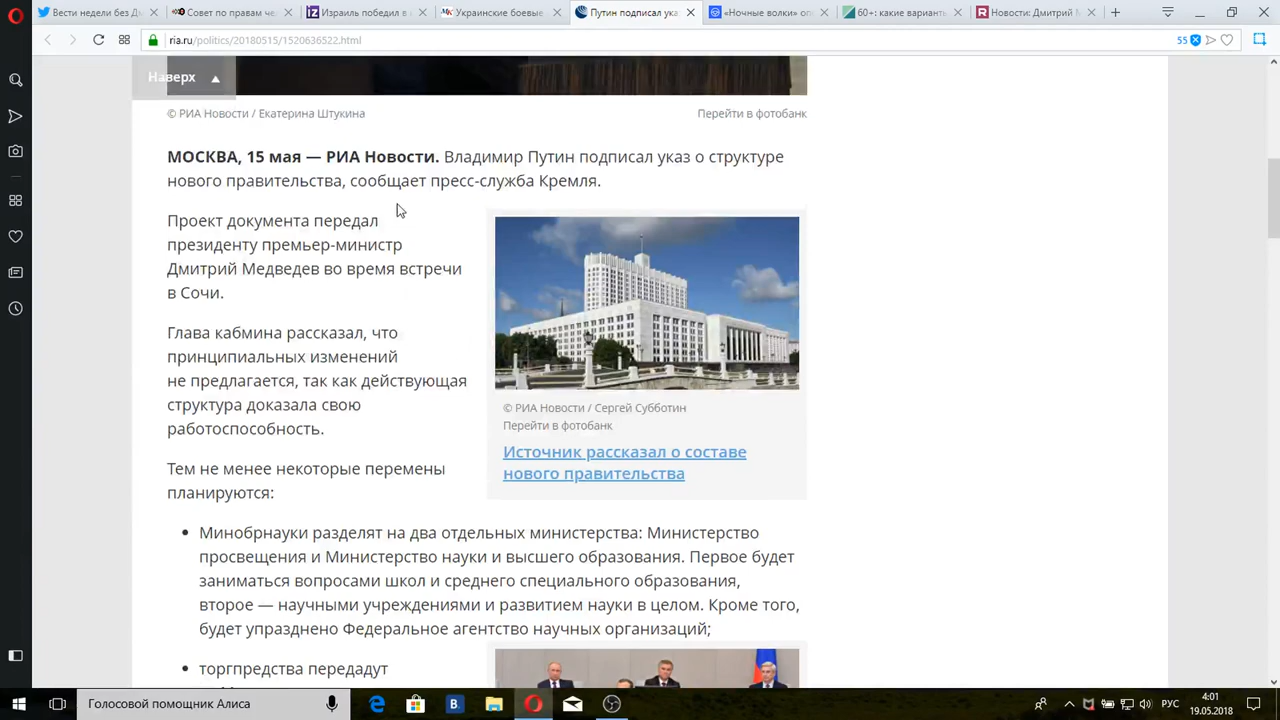 Вести недели без Д
Совет по правам че
Израиль победил в
Украинские боевые
Путин подписал ука
«Ночные волки» оп
60+: какие вариант
Новости: Дмитрий М
ria.ru/politics/20180515/1520636522.html
55
Наверх
© РИА Новости / Екатерина Штукина
Перейти в фотобанк
МОСКВА, 15 мая — РИА Новости. Владимир Путин подписал указ о структуре
нового правительства, сообщает пресс-служба Кремля.
Проект документа передал
президенту премьер-министр
Дмитрий Медведев во время встречи
в Сочи.
Глава кабмина рассказал, что
принципиальных изменений
не предлагается, так как действующая
структура доказала свою
работоспособность.
© РИА Новости / Сергей Субботин
Перейти в фотобанк
Источник рассказал о составе
нового правительства
Тем не менее некоторые перемены
планируются:
Минобрнауки разделят на два отдельных министерства: Министерство
просвещения и Министерство науки и высшего образования. Первое будет
заниматься вопросами школ и среднего специального образования,
второе — научными учреждениями и развитием науки в целом. Кроме того,
будет упразднено Федеральное агентство научных организаций;
торгпредства передадут
Голосовой помощник Алиса
РУС
4:01
19.05.2018